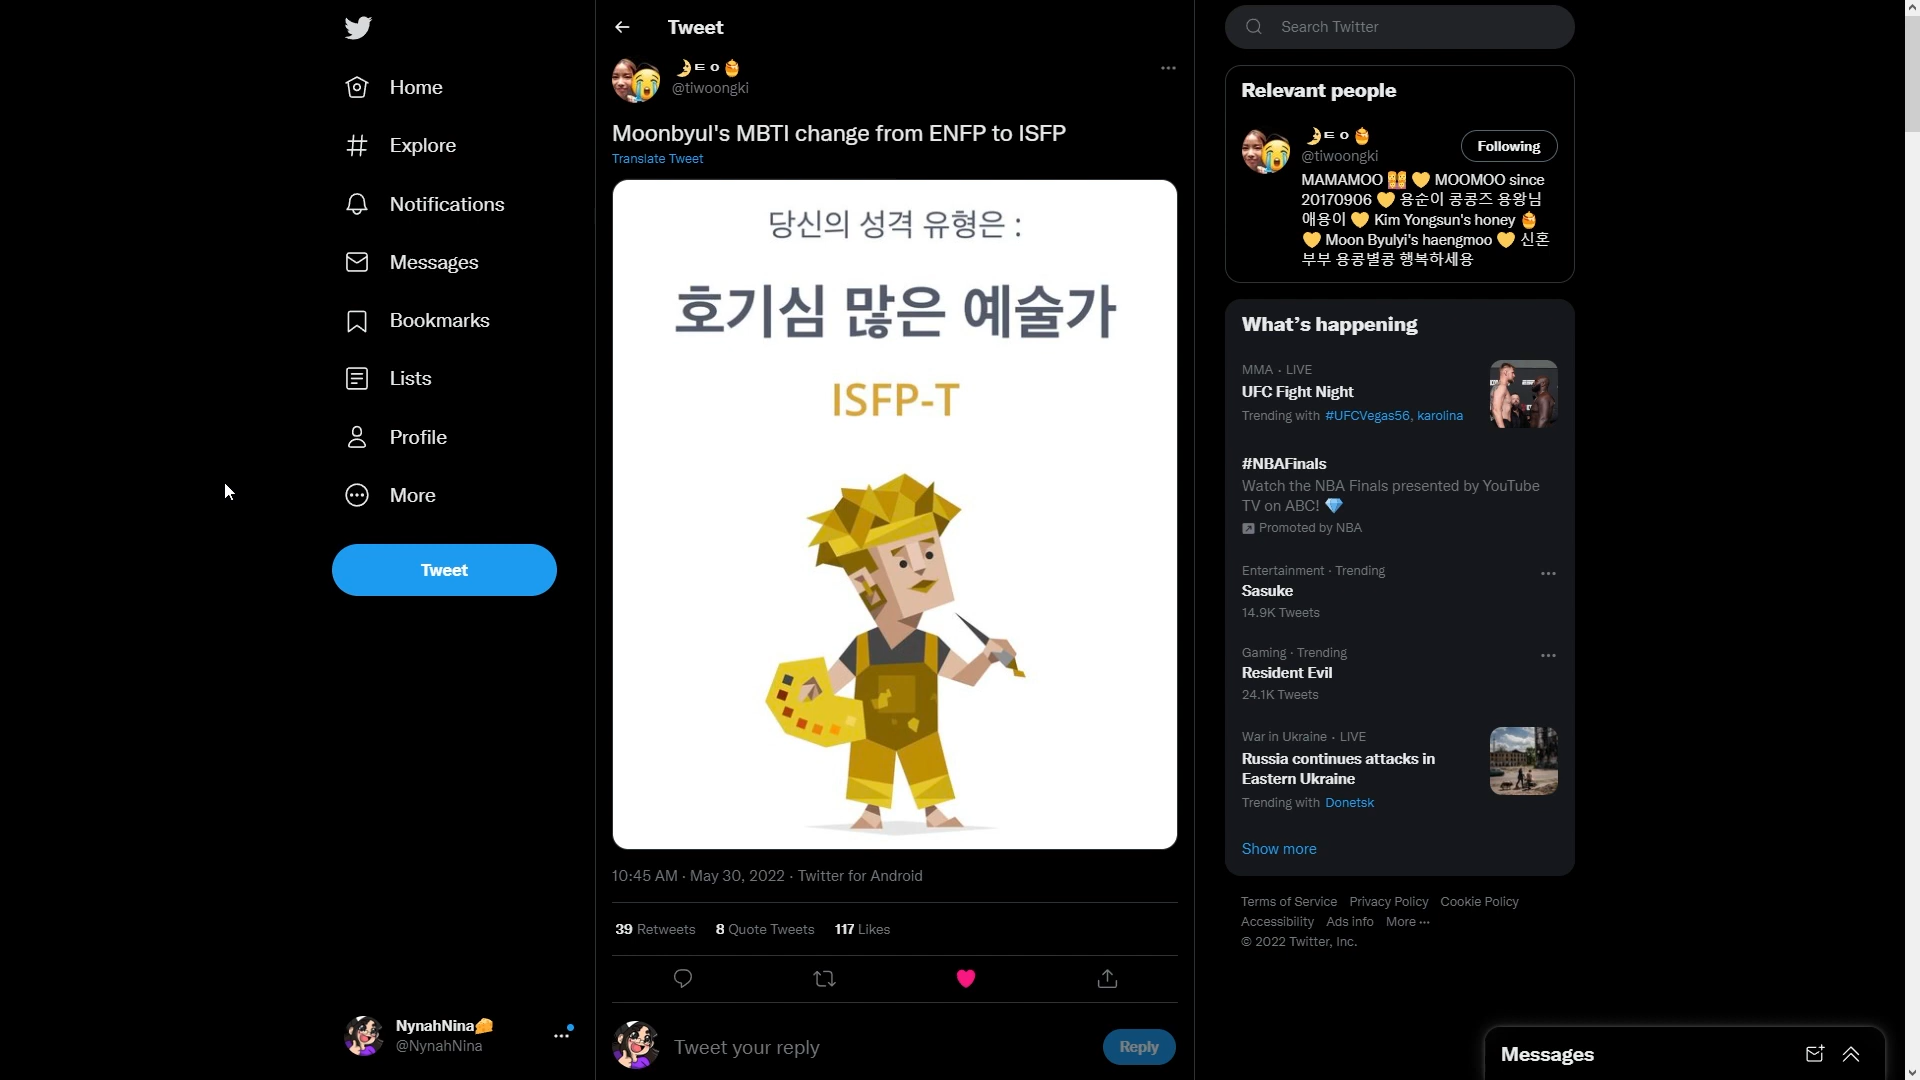 Home
Explore
Notifications
Messages
Bookmarks
Lists
Profile
More
Tweet
NynahNina🧀
@NynahNina
Tweet
🌛ㅌㅇ🍯
@tiwoongki
Moonbyul's MBTI change from ENFP to ISFP
Translate Tweet
당신의 성격 유형은 :
호기심 많은 예술가
ISFP-T
10:45 AM · May 30, 2022 · Twitter for Android
39 Retweets 8 Quote Tweets 117 Likes
Tweet your reply
Reply
Search Twitter
Relevant people
🌛ㅌㅇ🍯
@tiwoongki
Following
MAMAMOO 👭 💛 MOOMOO since
20170906 💛 용순이 콩콩즈 용왕님
애용이 💛 Kim Yongsun's honey 🍯
💛 Moon Byulyi's haengmoo 💛 신혼
부부 용콩별콩 행복하세용
What's happening
MMA · LIVE
UFC Fight Night
Trending with #UFCVegas56, karolina
#NBAFinals
Watch the NBA Finals presented by YouTube
TV on ABC! 💎
Promoted by NBA
Entertainment · Trending
Sasuke
14.9K Tweets
Gaming · Trending
Resident Evil
24.1K Tweets
War in Ukraine · LIVE
Russia continues attacks in
Eastern Ukraine
Trending with Donetsk
Show more
Terms of Service Privacy Policy Cookie Policy
Accessibility Ads info More ···
© 2022 Twitter, Inc.
Messages